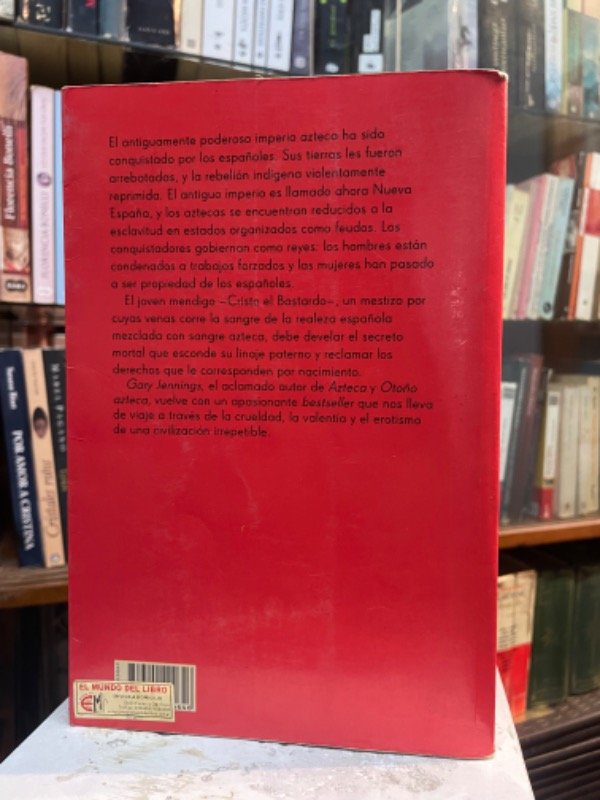 El antiguamente poderoso imperio azteca ha sido
conquistado por los españoles. Sus tierras les fueron
arrebatadas, y la rebelión indígena violentamente
reprimida. El antiguo imperio es llamado ahora Nueva
España, y los aztecas se encuentran reducidos a la
esclavitud en estados organizados como feudos. Los
conquistadores gobiernan como reyes: los hombres están
condenados a trabajos forzados y las mujeres han pasado
a ser propiedad de los españoles.
El joven mendigo –Cristo el Bastardo–, un mestizo por
cuyas venas corre la sangre de la realeza española
mezclada con sangre azteca, debe develar el secreto
mortal que esconde su linaje paterno y reclamar los
derechos que le corresponden por nacimiento.
Gary Jennings, el aclamado autor de Azteca y Otoño
azteca, vuelve con un apasionante bestseller que nos lleva
de viaje a través de la crueldad, la valentía y el erotismo
de una civilización irrepetible.
EL MUNDO DEL LIBRO
EM
Florencia Bonelli
FLORENCIA BONELLI
POR AMOR A CRISTINA